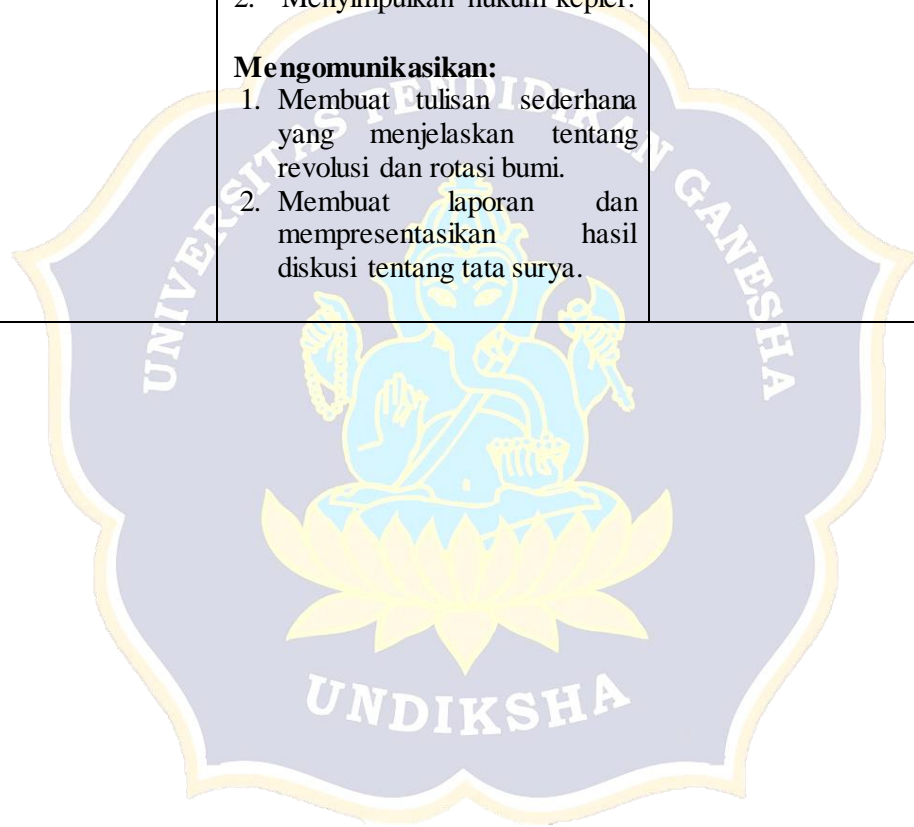 2. Menyimpulkan hukum kepler.
Mengomunikasikan:
1. Membuat tulisan sederhana
yang menjelaskan tentang
revolusi dan rotasi bumi.
2. Membuat laporan dan
mempresentasikan hasil
diskusi tentang tata surya.
UNIVERSITAS PENDIDIKAN GANESHA
UNDIKSHA